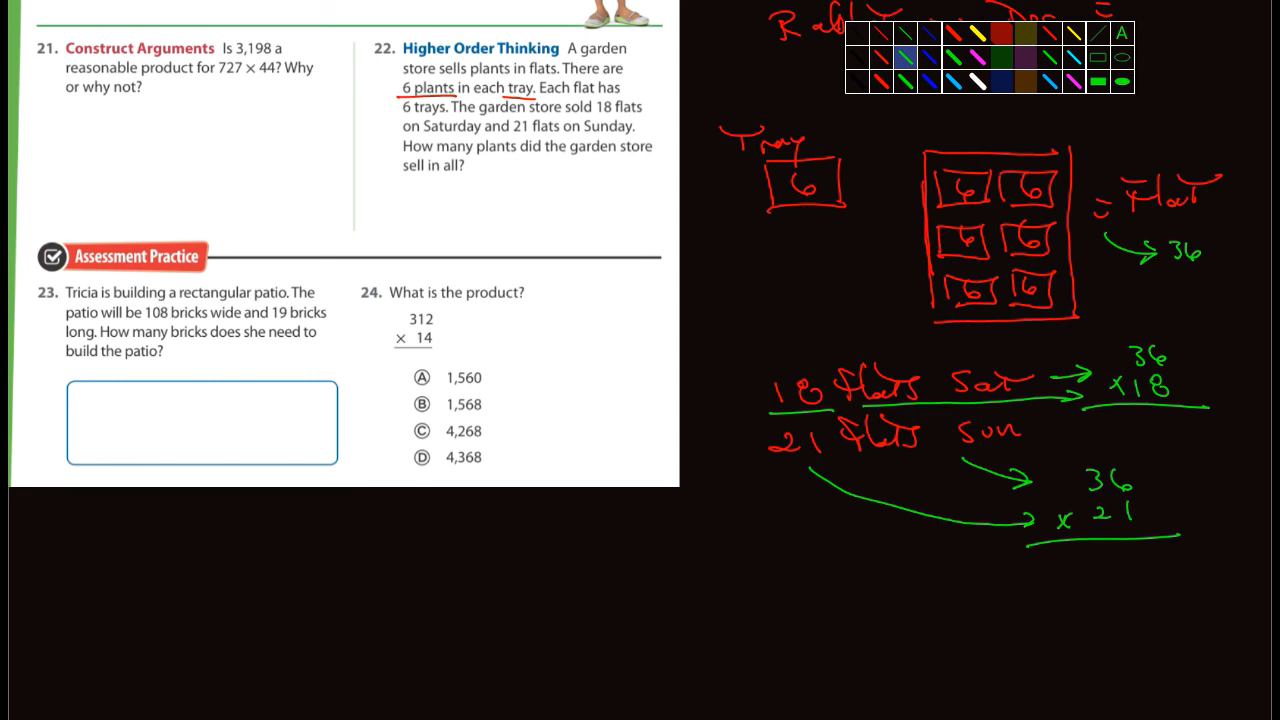 21. Construct Arguments Is 3,198 a
reasonable product for 727 × 44? Why
or why not?
22. Higher Order Thinking A garden
store sells plants in flats. There are
6 plants in each tray. Each flat has
6 trays. The garden store sold 18 flats
on Saturday and 21 flats on Sunday.
How many plants did the garden store
sell in all?
Assessment Practice
23. Tricia is building a rectangular patio. The
patio will be 108 bricks wide and 19 bricks
long. How many bricks does she need to
build the patio?
24. What is the product?
312
× 14
A 1,560
B 1,568
C 4,268
D 4,368
A
Tray
6
6 6
6 6
6 6
= Flat
36
18 flats Sat
36
×18
21 flats Sun
36
× 21